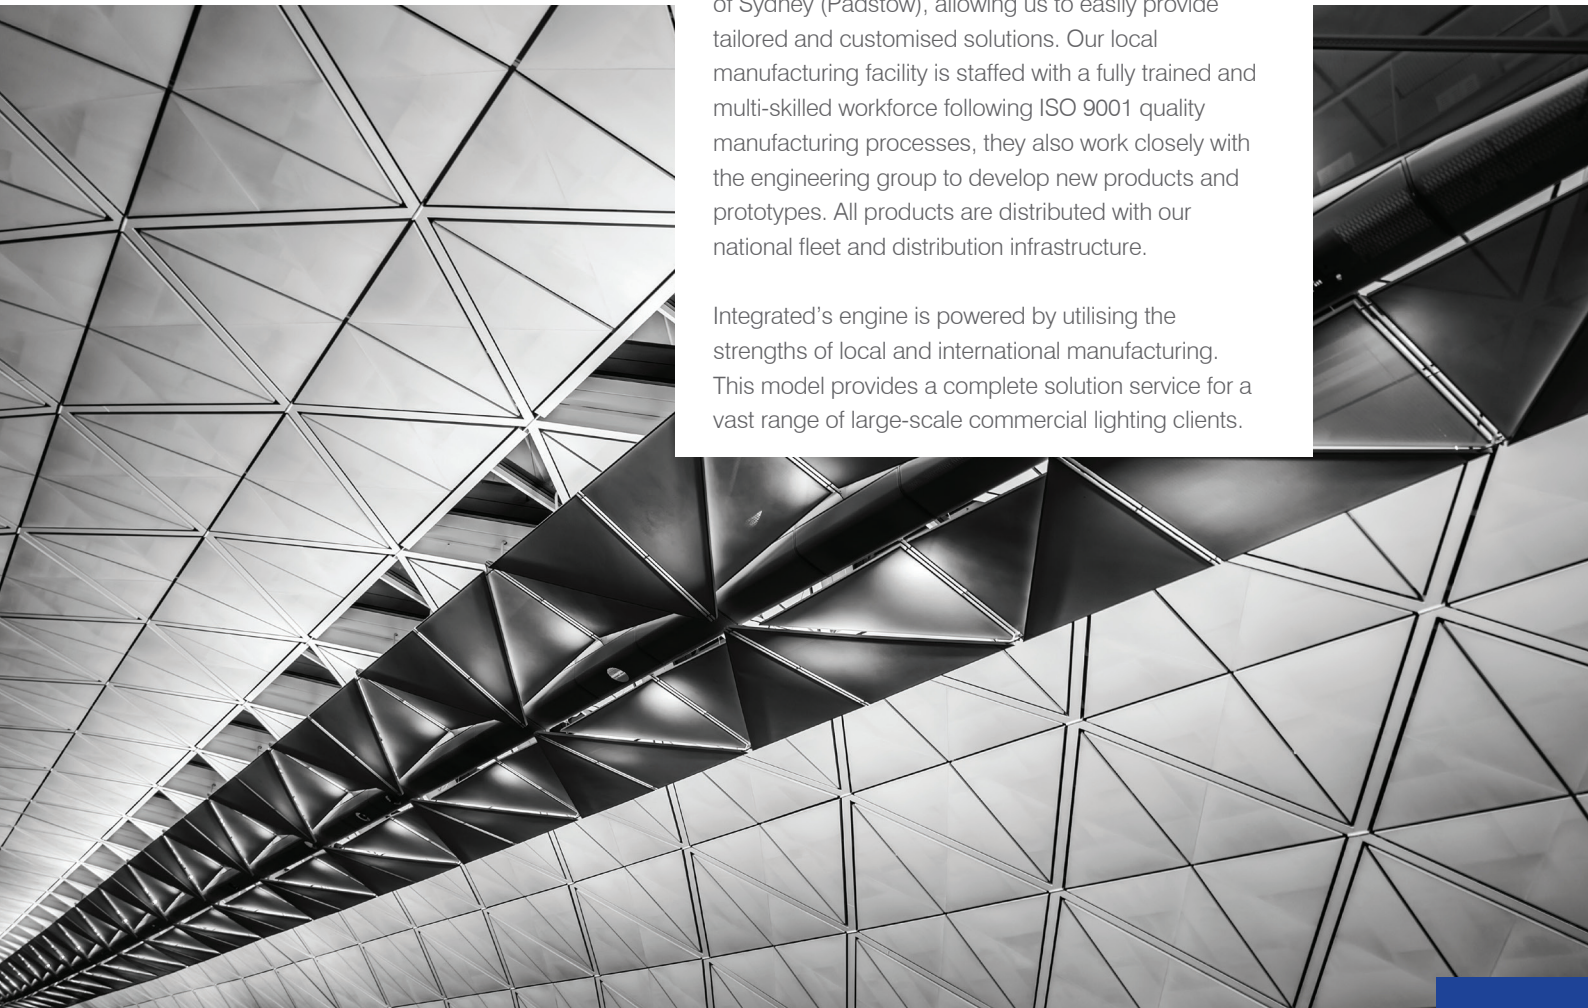 of Sydney (Padstow), allowing us to easily provide
tailored and customised solutions. Our local
manufacturing facility is staffed with a fully trained and
multi-skilled workforce following ISO 9001 quality
manufacturing processes, they also work closely with
the engineering group to develop new products and
prototypes. All products are distributed with our
national fleet and distribution infrastructure.
Integrated’s engine is powered by utilising the
strengths of local and international manufacturing.
This model provides a complete solution service for a
vast range of large-scale commercial lighting clients.